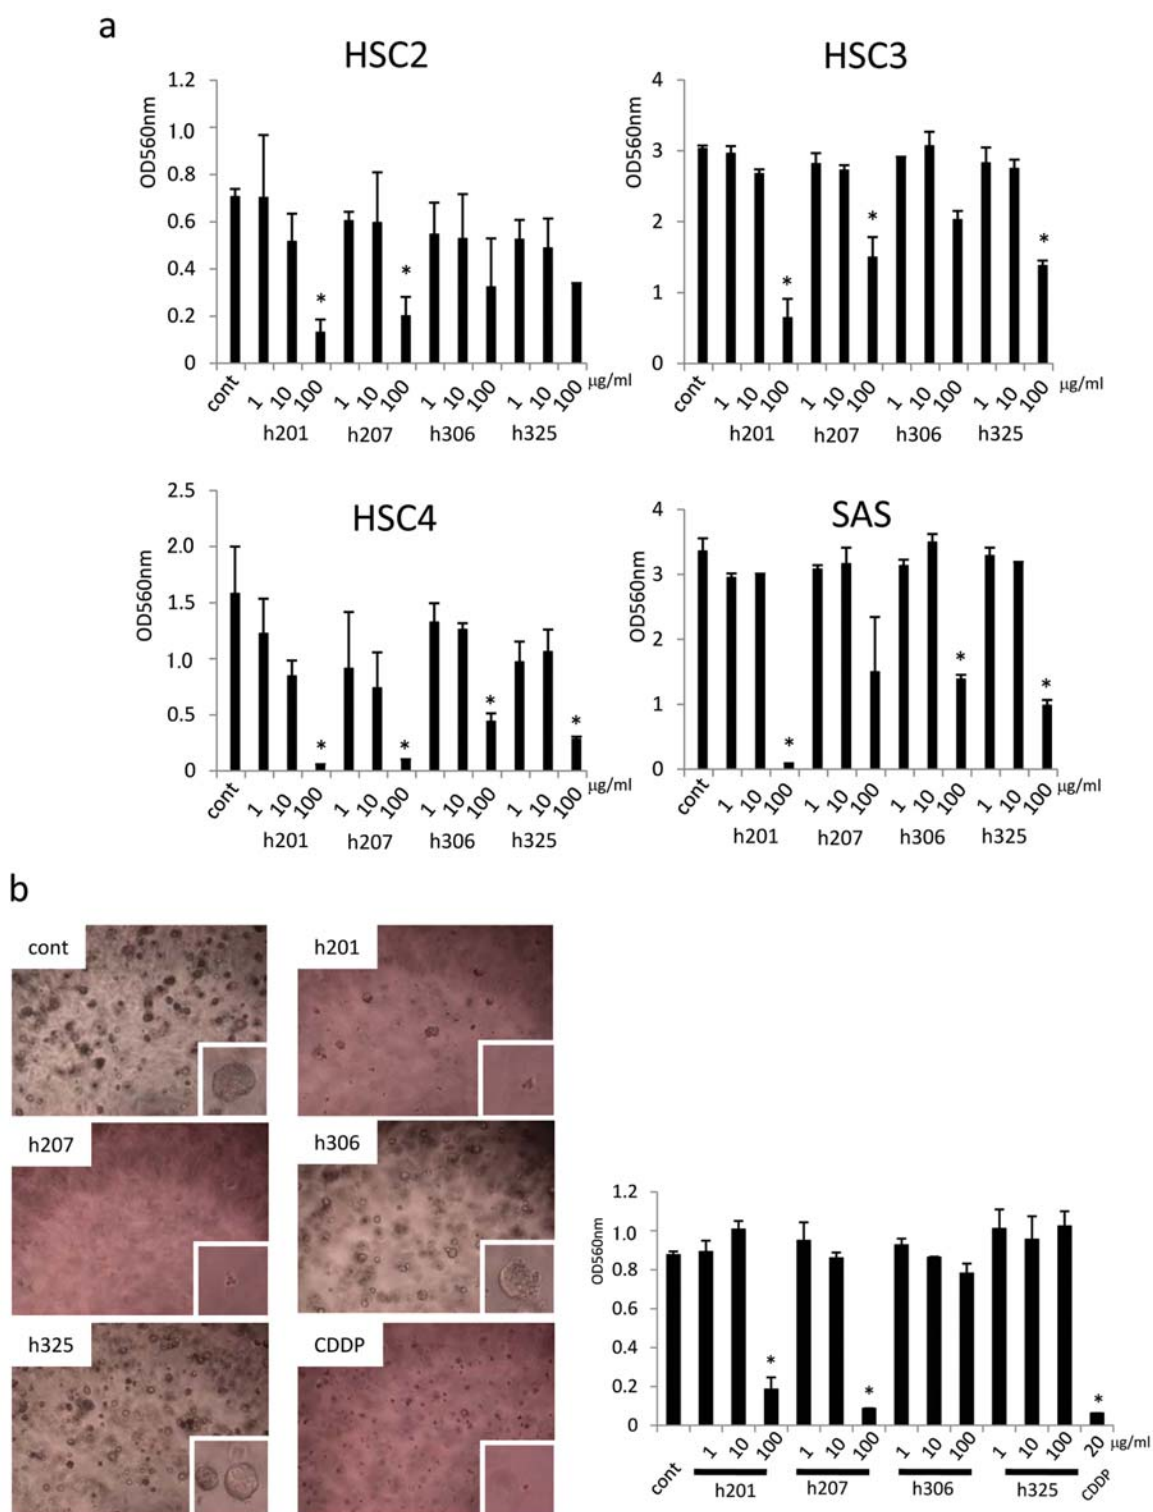 a
HSC2
OD560nm
1.2
1.0
0.8
0.6
0.4
0.2
0
* *
cont 1 10 100 1 10 100 1 10 100 1 10 100 μg/ml
h201 h207 h306 h325
HSC3
OD560nm
4
3
2
1
0
* * *
cont 1 10 100 1 10 100 1 10 100 1 10 100 μg/ml
h201 h207 h306 h325
HSC4
OD560nm
2.5
2.0
1.5
1.0
0.5
0
* * * *
cont 1 10 100 1 10 100 1 10 100 1 10 100 μg/ml
h201 h207 h306 h325
SAS
OD560nm
4
3
2
1
0
* * *
cont 1 10 100 1 10 100 1 10 100 1 10 100 μg/ml
h201 h207 h306 h325
b
cont
h201
h207
h306
h325
CDDP
OD560nm
1.2
1.0
0.8
0.6
0.4
0.2
0
* * *
cont 1 10 100 1 10 100 1 10 100 1 10 100 20 μg/ml
h201 h207 h306 h325 CDDP